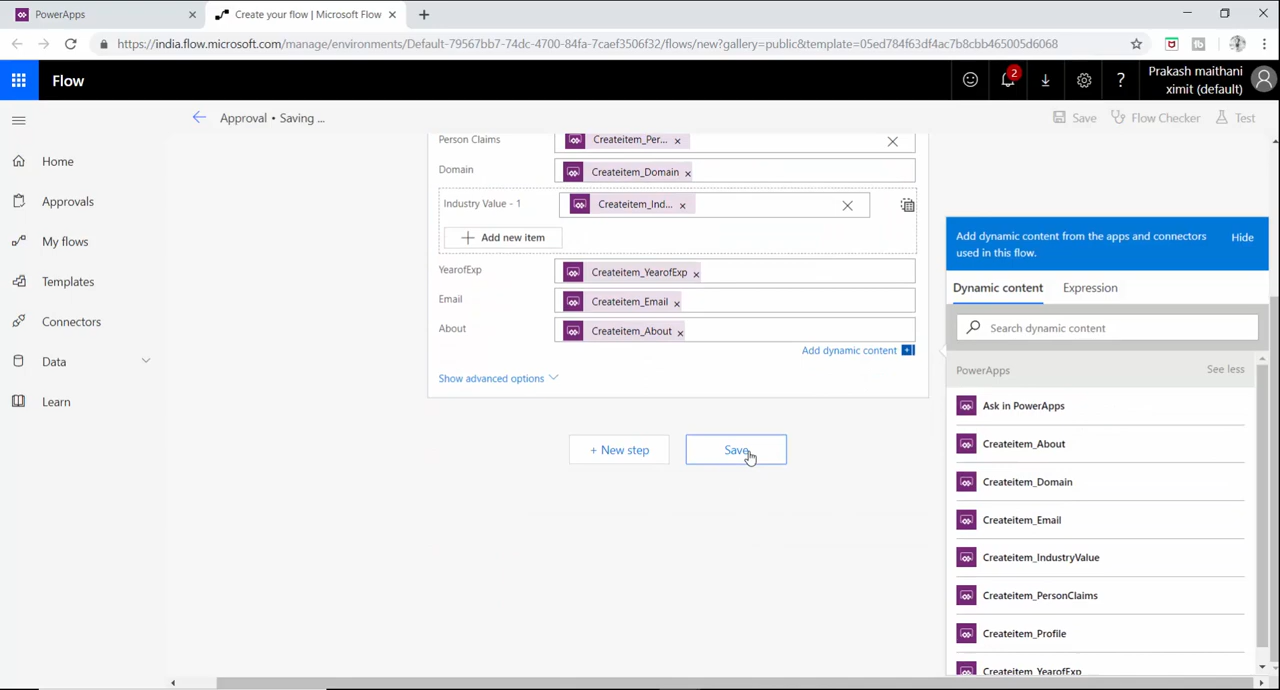 PowerApps
Create your flow | Microsoft Flow
https://india.flow.microsoft.com/manage/environments/Default-79567bb7-74dc-4700-84fa-7caef3506f32/flows/new?gallery=public&template=05ed784f63df4ac7b8cbb465005d6068
Flow
2
Prakash maithani
ximit (default)
Approval • Saving ...
Save
Flow Checker
Test
Home
Approvals
My flows
Templates
Connectors
Data
Learn
Person Claims
Createitem_Per... ×
Domain
Createitem_Domain ×
Industry Value - 1
Createitem_Ind... ×
Add new item
YearofExp
Createitem_YearofExp ×
Email
Createitem_Email ×
About
Createitem_About ×
Add dynamic content
Show advanced options
+ New step
Save
Add dynamic content from the apps and connectors
used in this flow.
Hide
Dynamic content
Expression
Search dynamic content
PowerApps
See less
Ask in PowerApps
Createitem_About
Createitem_Domain
Createitem_Email
Createitem_IndustryValue
Createitem_PersonClaims
Createitem_Profile
Createitem_YearofExp